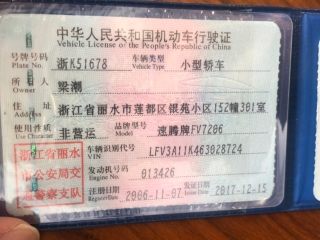 中华人民共和国机动车行驶证
Vehicle License of the People's Republic of China
号牌号码 浙K51678 车辆类型 小型轿车
Plate No. Vehicle Type
所有人 梁潮
Owner
住址 浙江省丽水市莲都区银苑小区152幢301室
Address
使用性质 非营运 品牌型号 速腾牌FV7206
Use Character Model
浙江省丽水市公安局交通警察支队
车辆识别代号 LFV3A11K463028724
VIN
发动机号码 013426
Engine No.
注册日期 2006-11-07 发证日期 2017-12-15
Register Date Issue Date